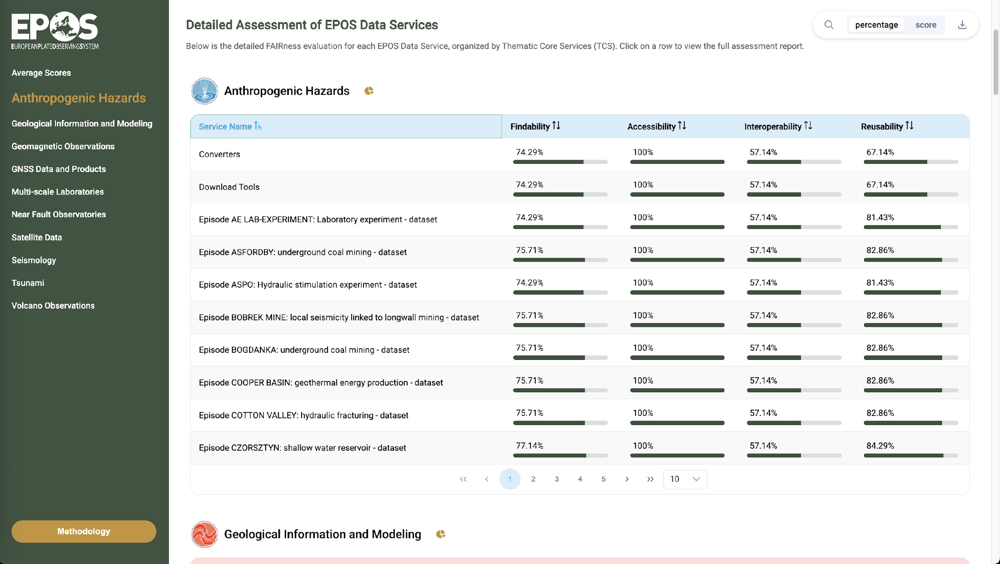 EPOS
EUROPEANPLATEOBSERVINGSYSTEM
Average Scores
Anthropogenic Hazards
Geological Information and Modeling
Geomagnetic Observations
GNSS Data and Products
Multi-scale Laboratories
Near Fault Observatories
Satellite Data
Seismology
Tsunami
Volcano Observations
Methodology
Detailed Assessment of EPOS Data Services
percentage score
Below is the detailed FAIRness evaluation for each EPOS Data Service, organized by Thematic Core Services (TCS). Click on a row to view the full assessment report.
Anthropogenic Hazards
Service Name Findability Accessibility Interoperability Reusability
Converters 74.29% 100% 57.14% 67.14%
Download Tools 74.29% 100% 57.14% 67.14%
Episode AE LAB-EXPERIMENT: Laboratory experiment - dataset 74.29% 100% 57.14% 81.43%
Episode ASFORDBY: underground coal mining - dataset 75.71% 100% 57.14% 82.86%
Episode ASPO: Hydraulic stimulation experiment - dataset 74.29% 100% 57.14% 81.43%
Episode BOBREK MINE: local seismicity linked to longwall mining - dataset 75.71% 100% 57.14% 82.86%
Episode BOGDANKA: underground coal mining - dataset 75.71% 100% 57.14% 82.86%
Episode COOPER BASIN: geothermal energy production - dataset 75.71% 100% 57.14% 82.86%
Episode COTTON VALLEY: hydraulic fracturing - dataset 75.71% 100% 57.14% 82.86%
Episode CZORSZTYN: shallow water reservoir - dataset 77.14% 100% 57.14% 84.29%
« ‹ 1 2 3 4 5 › » 10
Geological Information and Modeling